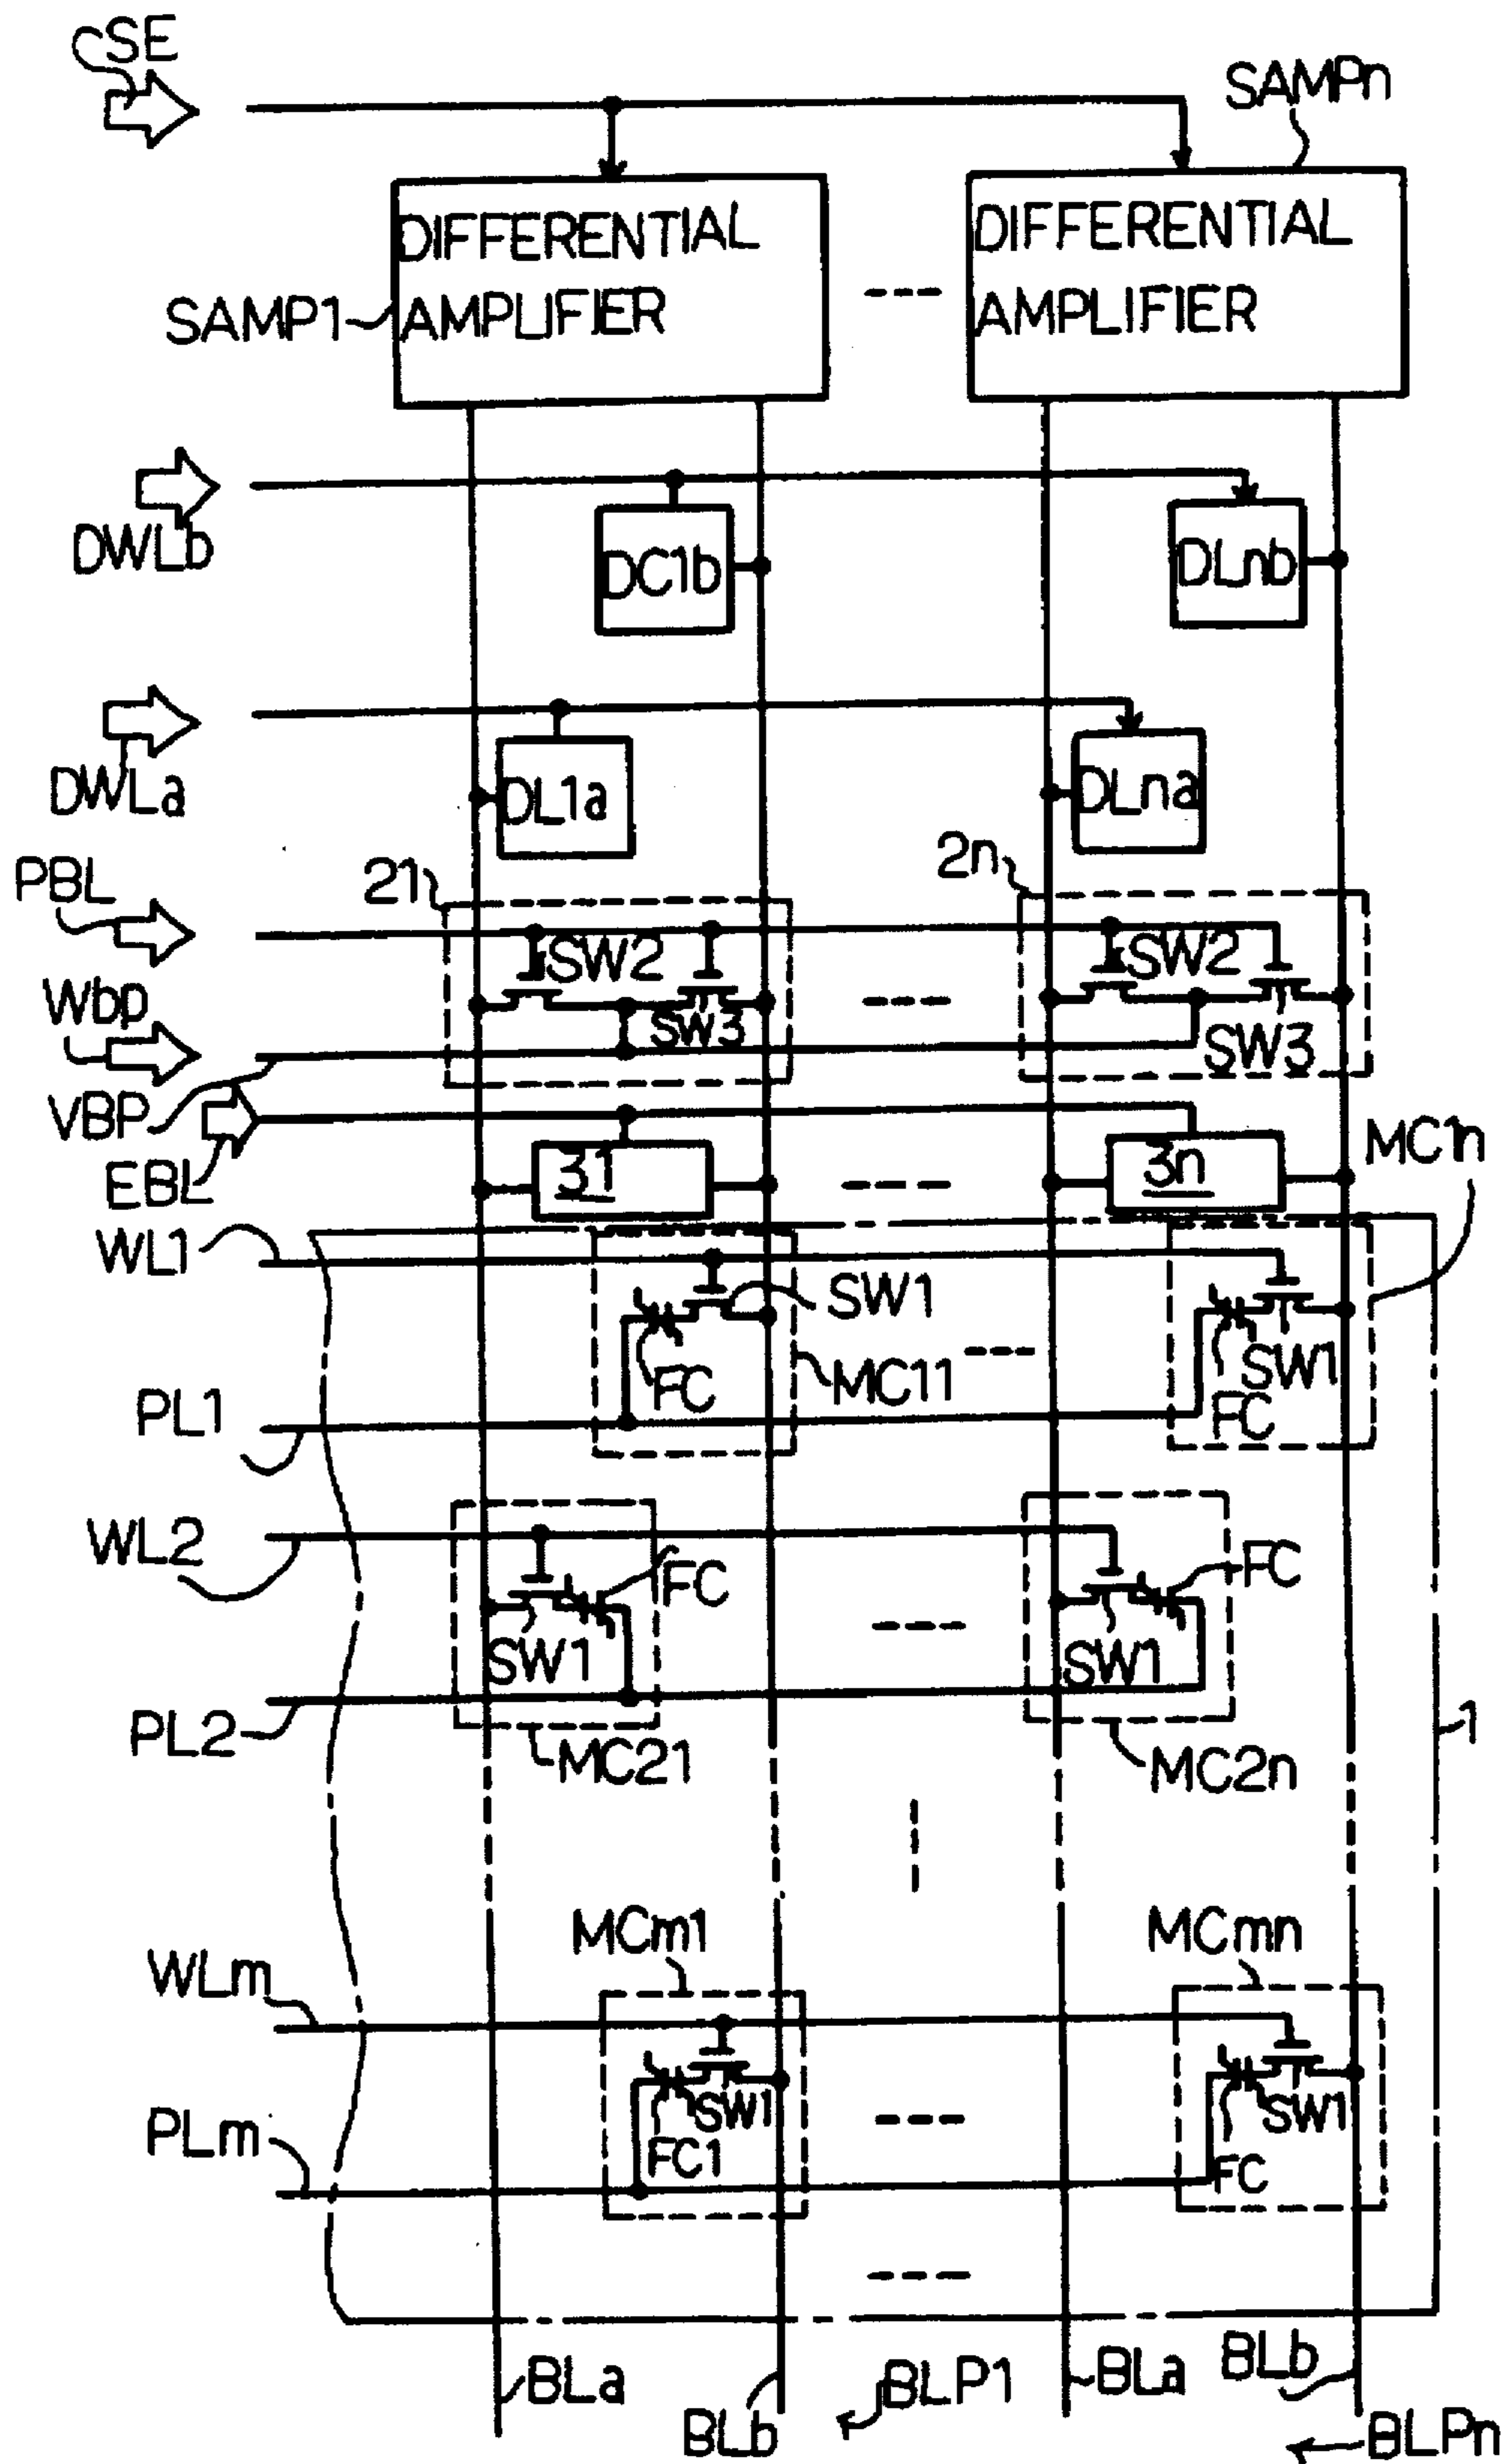 SE
SAMPn
DIFFERENTIAL
AMPLIFIER
DIFFERENTIAL
AMPLIFIER
SAMP1
DWLb
DC1b
DLnb
DWLa
DL1a
DLna
PBL
21
2n
SW2
SW2
Wbp
SW3
SW3
VBP
EBL
31
3n
MC1n
WL1
SW1
SW1
FC
MC11
FC
PL1
WL2
FC
FC
SW1
SW1
PL2
MC21
MC2n
1
MCm1
MCmn
WLm
SW1
SW1
PLm
FC1
FC
BLa
BLb
BLP1
BLa
BLb
BLPn